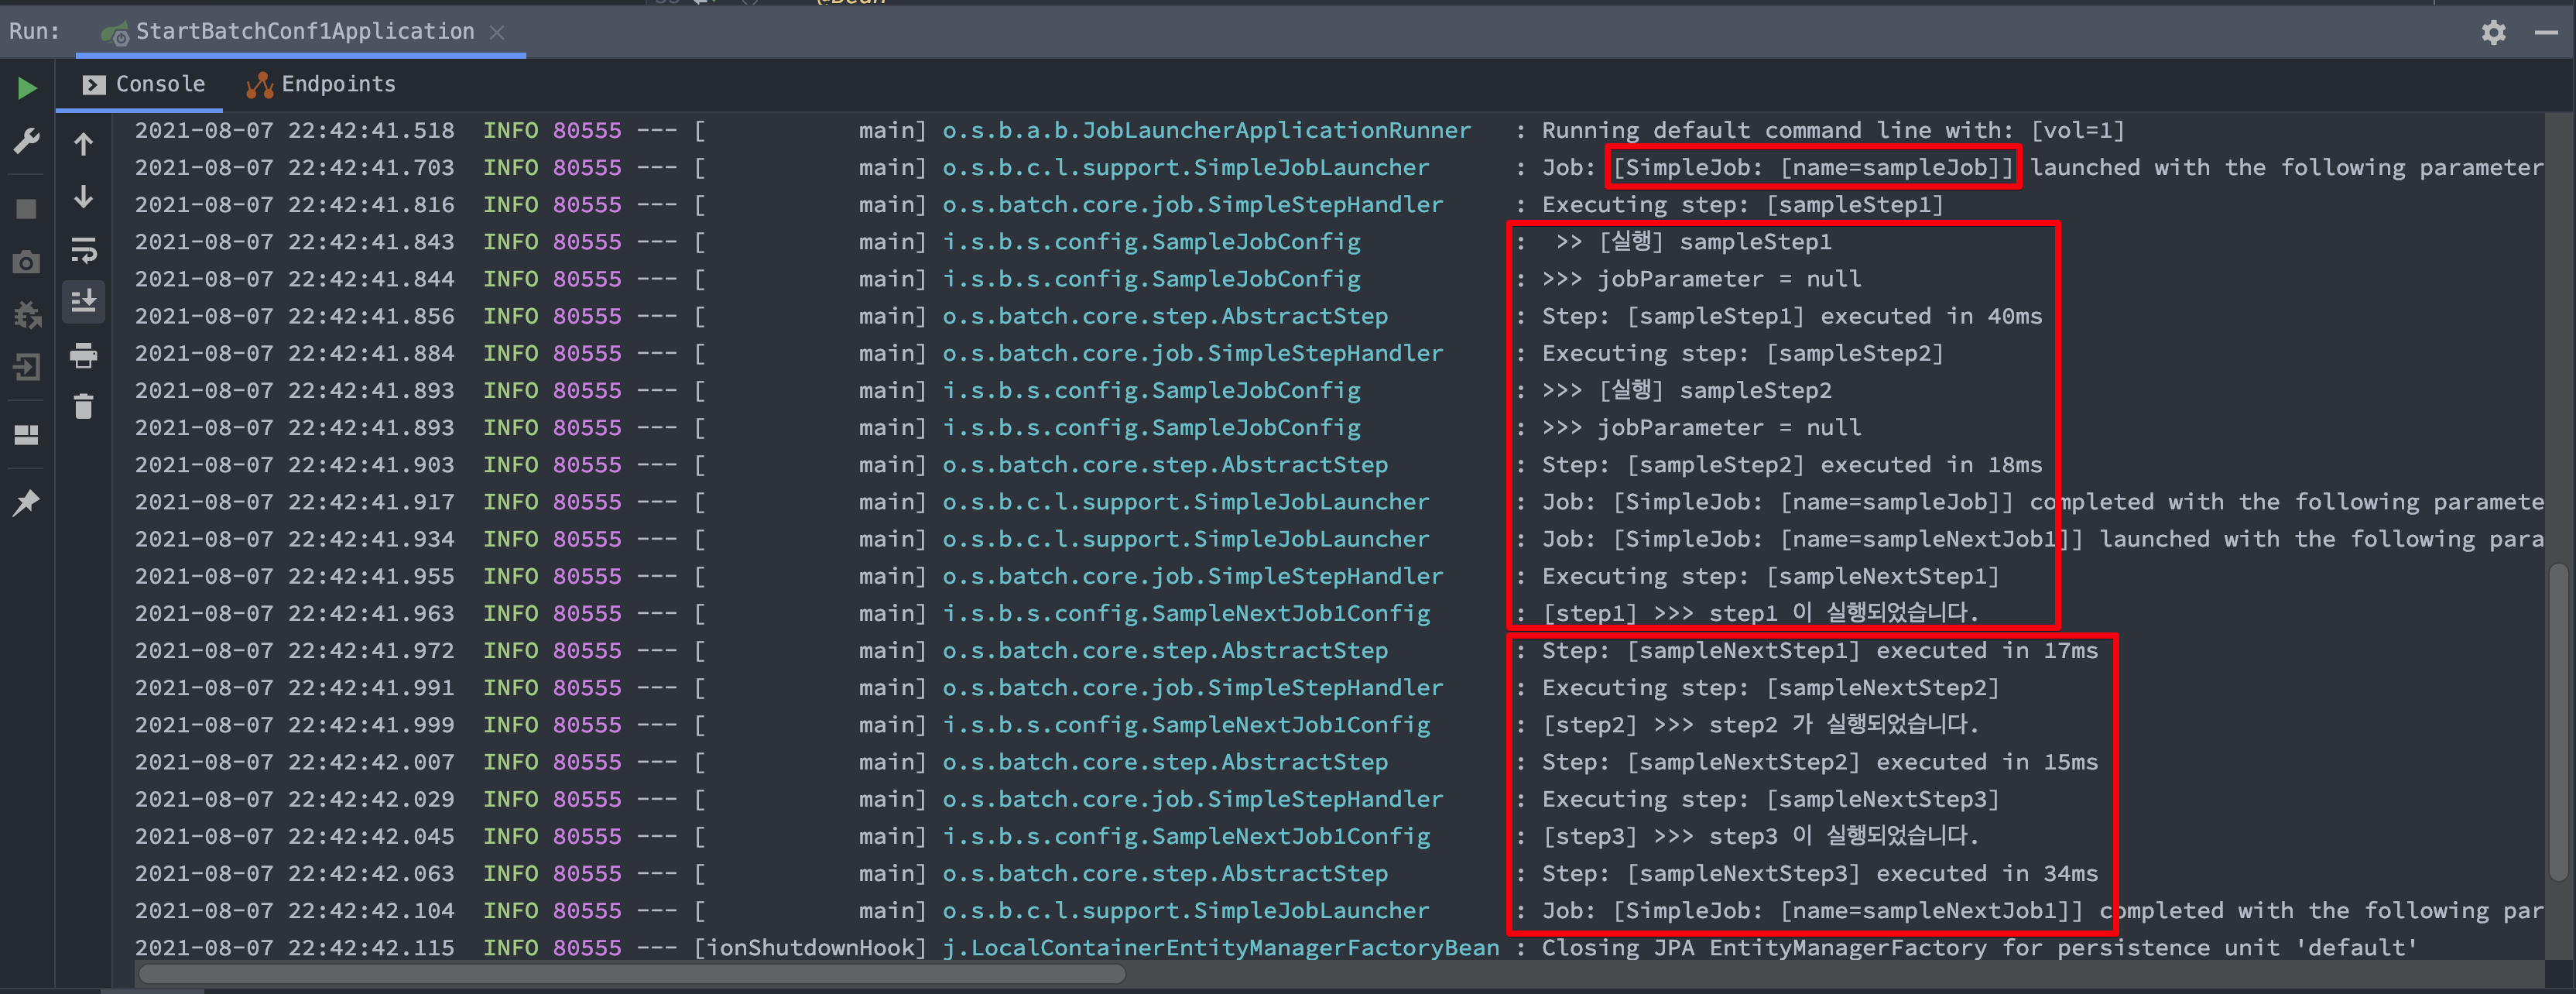 @Bean
Run: StartBatchConf1Application
Console Endpoints
2021-08-07 22:42:41.518  INFO 80555 --- [           main] o.s.b.a.b.JobLauncherApplicationRunner   : Running default command line with: [vol=1]
2021-08-07 22:42:41.703  INFO 80555 --- [           main] o.s.b.c.l.support.SimpleJobLauncher      : Job: [SimpleJob: [name=sampleJob]] launched with the following parameter
2021-08-07 22:42:41.816  INFO 80555 --- [           main] o.s.batch.core.job.SimpleStepHandler     : Executing step: [sampleStep1]
2021-08-07 22:42:41.843  INFO 80555 --- [           main] i.s.b.s.config.SampleJobConfig           :  >> [실행] sampleStep1
2021-08-07 22:42:41.844  INFO 80555 --- [           main] i.s.b.s.config.SampleJobConfig           : >>> jobParameter = null
2021-08-07 22:42:41.856  INFO 80555 --- [           main] o.s.batch.core.step.AbstractStep         : Step: [sampleStep1] executed in 40ms
2021-08-07 22:42:41.884  INFO 80555 --- [           main] o.s.batch.core.job.SimpleStepHandler     : Executing step: [sampleStep2]
2021-08-07 22:42:41.893  INFO 80555 --- [           main] i.s.b.s.config.SampleJobConfig           : >>> [실행] sampleStep2
2021-08-07 22:42:41.893  INFO 80555 --- [           main] i.s.b.s.config.SampleJobConfig           : >>> jobParameter = null
2021-08-07 22:42:41.903  INFO 80555 --- [           main] o.s.batch.core.step.AbstractStep         : Step: [sampleStep2] executed in 18ms
2021-08-07 22:42:41.917  INFO 80555 --- [           main] o.s.b.c.l.support.SimpleJobLauncher      : Job: [SimpleJob: [name=sampleJob]] completed with the following paramete
2021-08-07 22:42:41.934  INFO 80555 --- [           main] o.s.b.c.l.support.SimpleJobLauncher      : Job: [SimpleJob: [name=sampleNextJob1]] launched with the following para
2021-08-07 22:42:41.955  INFO 80555 --- [           main] o.s.batch.core.job.SimpleStepHandler     : Executing step: [sampleNextStep1]
2021-08-07 22:42:41.963  INFO 80555 --- [           main] i.s.b.s.config.SampleNextJob1Config      : [step1] >>> step1 이 실행되었습니다.
2021-08-07 22:42:41.972  INFO 80555 --- [           main] o.s.batch.core.step.AbstractStep         : Step: [sampleNextStep1] executed in 17ms
2021-08-07 22:42:41.991  INFO 80555 --- [           main] o.s.batch.core.job.SimpleStepHandler     : Executing step: [sampleNextStep2]
2021-08-07 22:42:41.999  INFO 80555 --- [           main] i.s.b.s.config.SampleNextJob1Config      : [step2] >>> step2 가 실행되었습니다.
2021-08-07 22:42:42.007  INFO 80555 --- [           main] o.s.batch.core.step.AbstractStep         : Step: [sampleNextStep2] executed in 15ms
2021-08-07 22:42:42.029  INFO 80555 --- [           main] o.s.batch.core.job.SimpleStepHandler     : Executing step: [sampleNextStep3]
2021-08-07 22:42:42.045  INFO 80555 --- [           main] i.s.b.s.config.SampleNextJob1Config      : [step3] >>> step3 이 실행되었습니다.
2021-08-07 22:42:42.063  INFO 80555 --- [           main] o.s.batch.core.step.AbstractStep         : Step: [sampleNextStep3] executed in 34ms
2021-08-07 22:42:42.104  INFO 80555 --- [           main] o.s.b.c.l.support.SimpleJobLauncher      : Job: [SimpleJob: [name=sampleNextJob1]] completed with the following par
2021-08-07 22:42:42.115  INFO 80555 --- [ionShutdownHook] j.LocalContainerEntityManagerFactoryBean : Closing JPA EntityManagerFactory for persistence unit 'default'